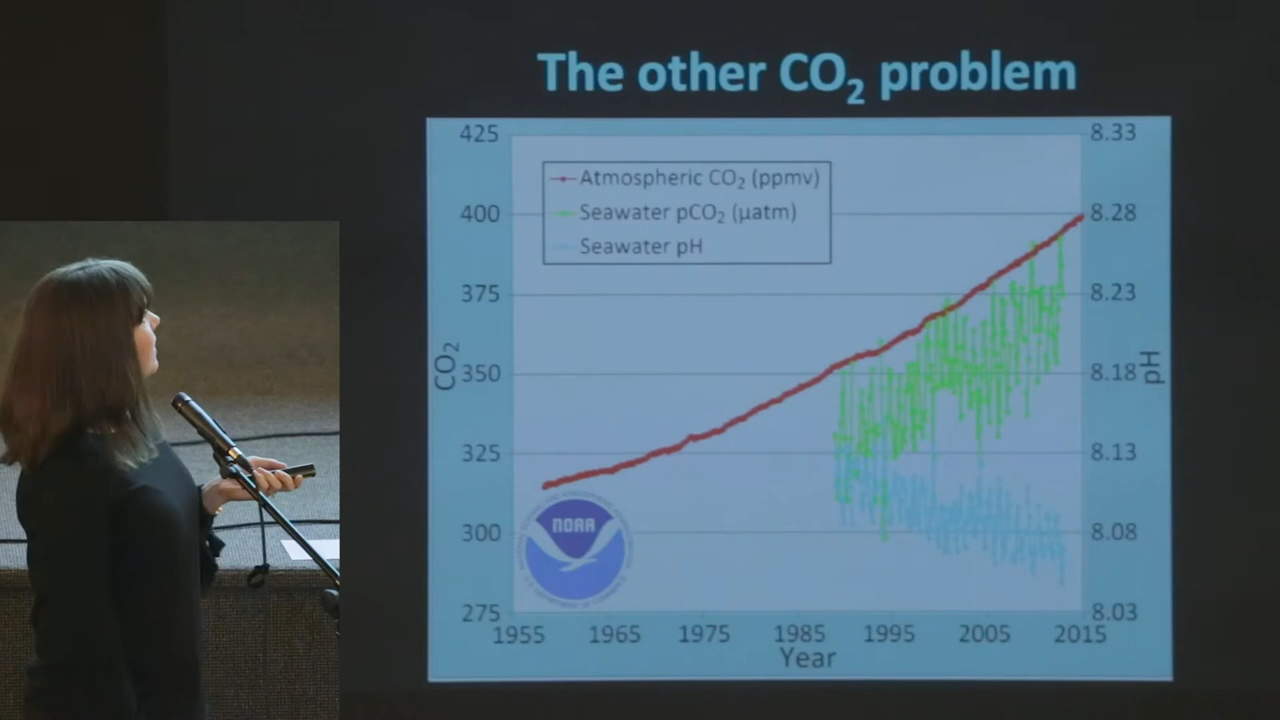 The other CO₂ problem
425
400
375
350
325
300
275
CO₂
Atmospheric CO₂ (ppmv)
Seawater pCO₂ (µatm)
Seawater pH
8.33
8.28
8.23
8.18
8.13
8.08
8.03
pH
NOAA
1955 1965 1975 1985 1995 2005 2015
Year